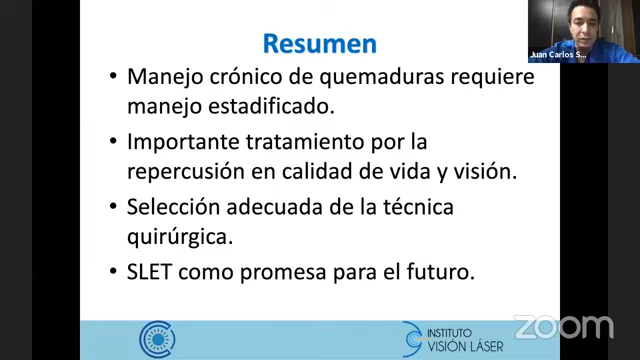 Resumen
• Manejo crónico de quemaduras requiere
manejo estadificado.
• Importante tratamiento por la
repercusión en calidad de vida y visión.
• Selección adecuada de la técnica
quirúrgica.
• SLET como promesa para el futuro.
Juan Carlos S...
INSTITUTO
VISIÓN LÁSER
zoom